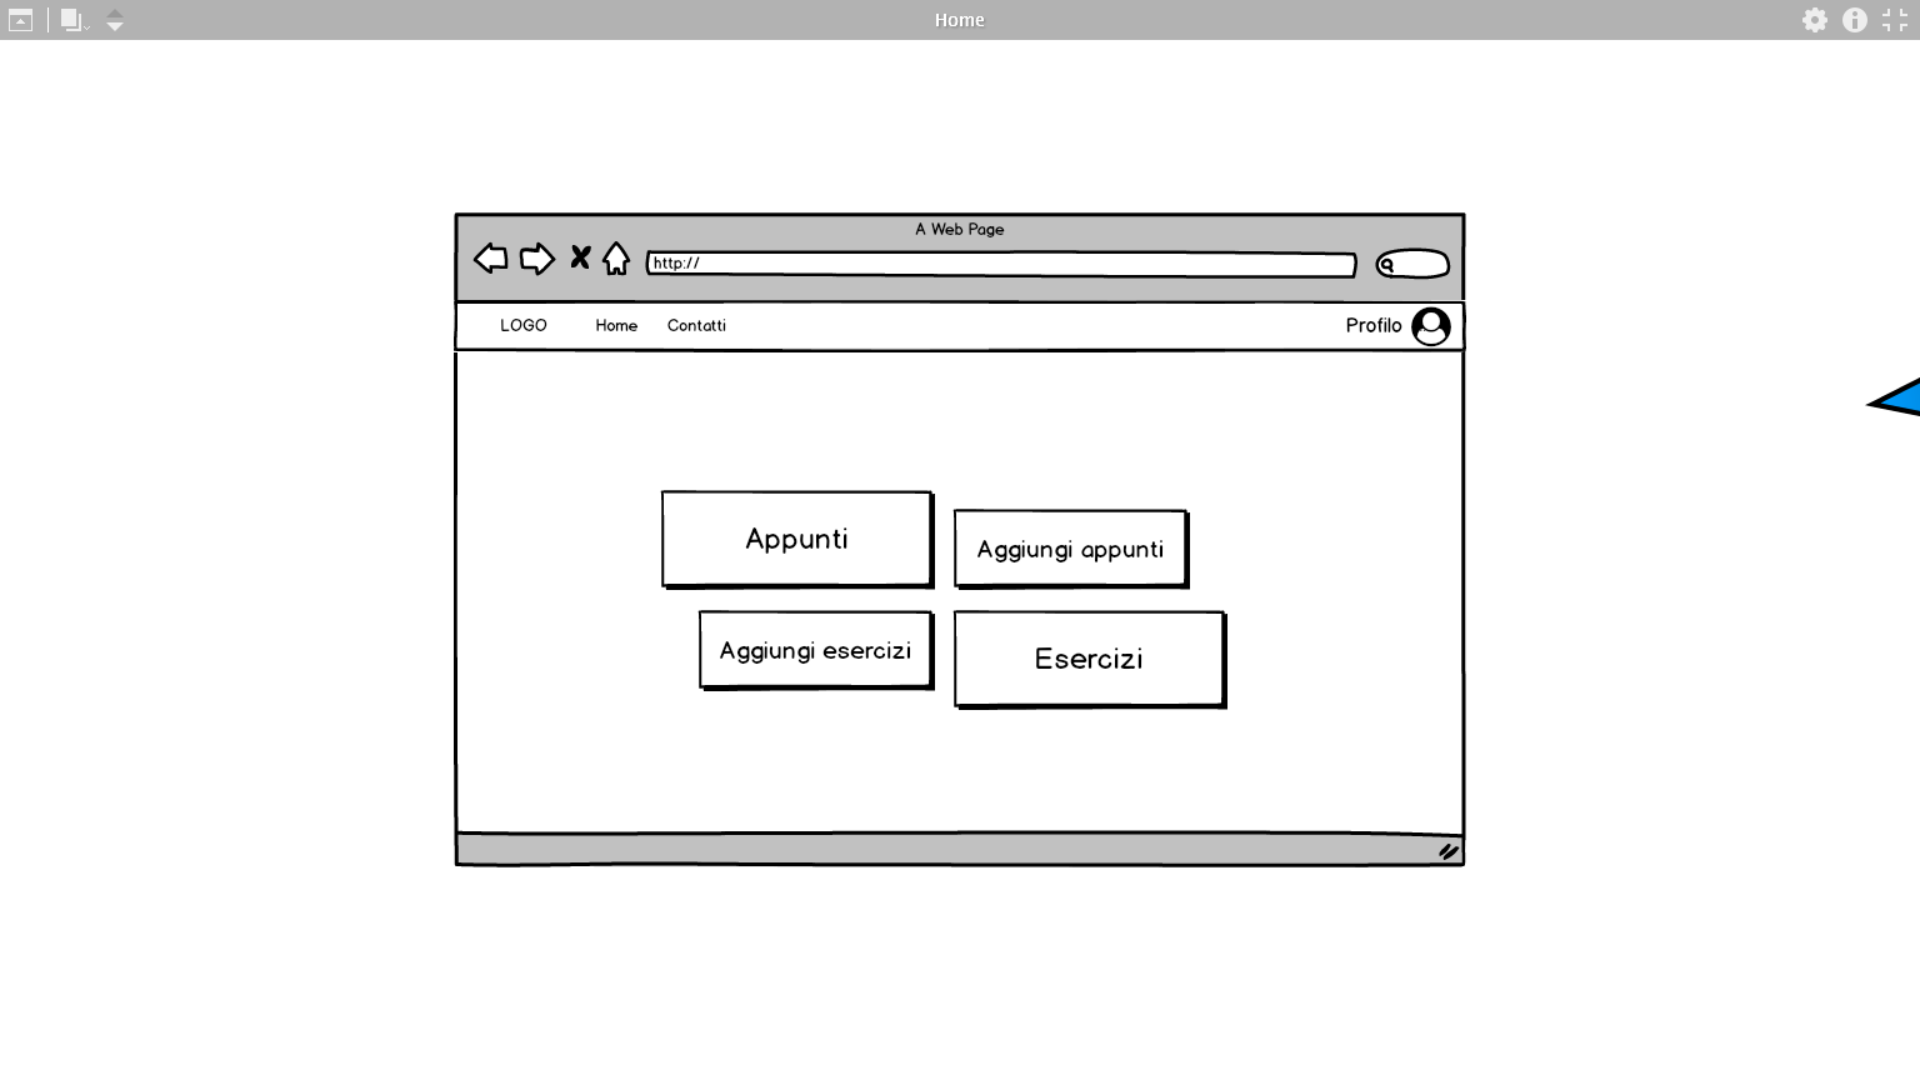 Home
A Web Page
http://
LOGO Home Contatti Profilo
Appunti
Aggiungi appunti
Aggiungi esercizi
Esercizi